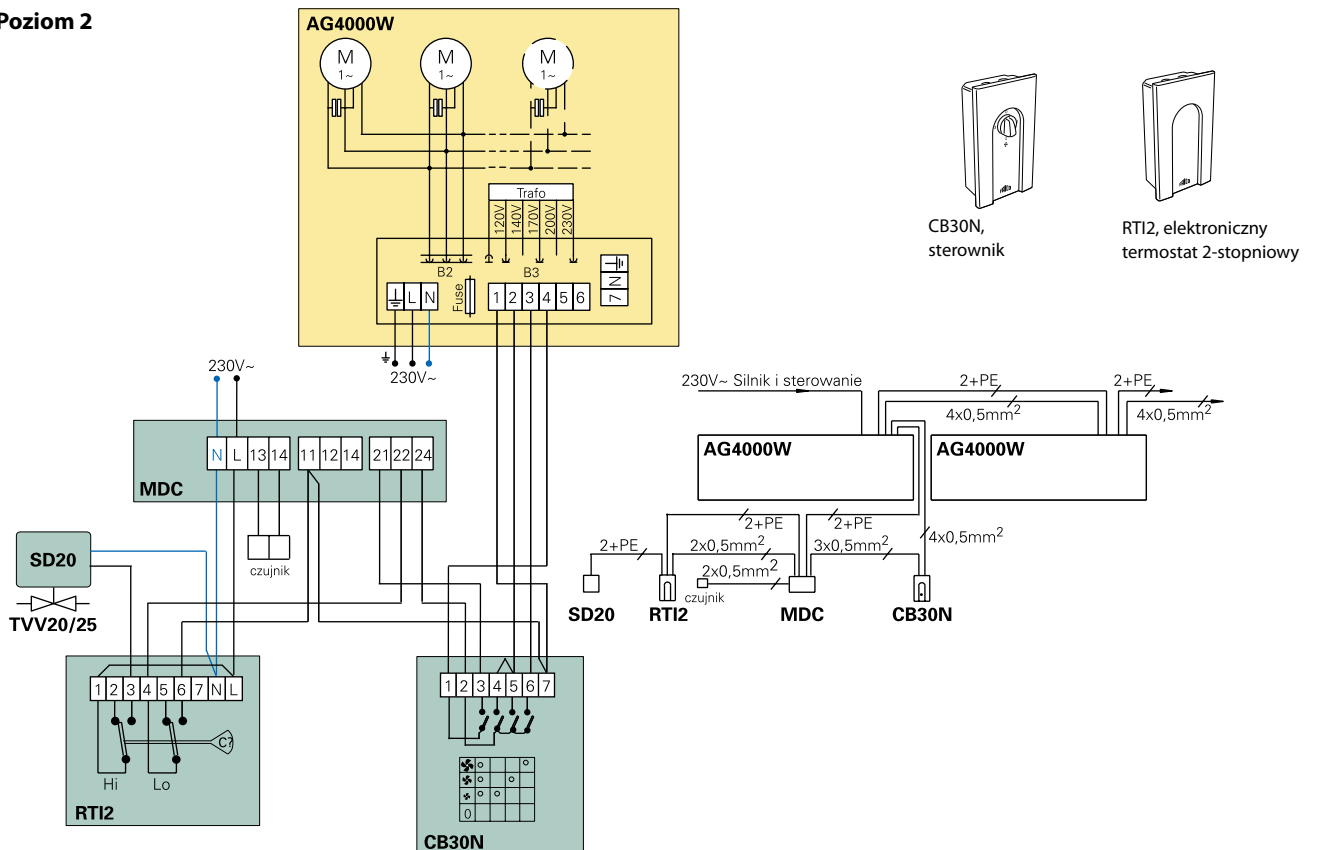 Poziom 2
AG4000W
M
1~
M
1~
M
1~
Trafo
120V
140V
170V
200V
230V
B2
B3
L N
Fuse
1 2 3 4 5 6
7 N
230V~
CB30N,
sterownik
RTI2, elektroniczny
termostat 2-stopniowy
230V~
N L 13 14
11 12 14
21 22 24
MDC
czujnik
SD20
TVV20/25
1 2 3 4 5 6 7 N L
C?
Hi
Lo
RTI2
1 2 3 4 5 6 7
0
CB30N
230V~ Silnik i sterowanie
2+PE
2+PE
4x0,5mm2
4x0,5mm2
AG4000W
AG4000W
2+PE
2+PE
4x0,5mm2
2+PE
2x0,5mm2
3x0,5mm2
2x0,5mm2
czujnik
SD20
RTI2
MDC
CB30N